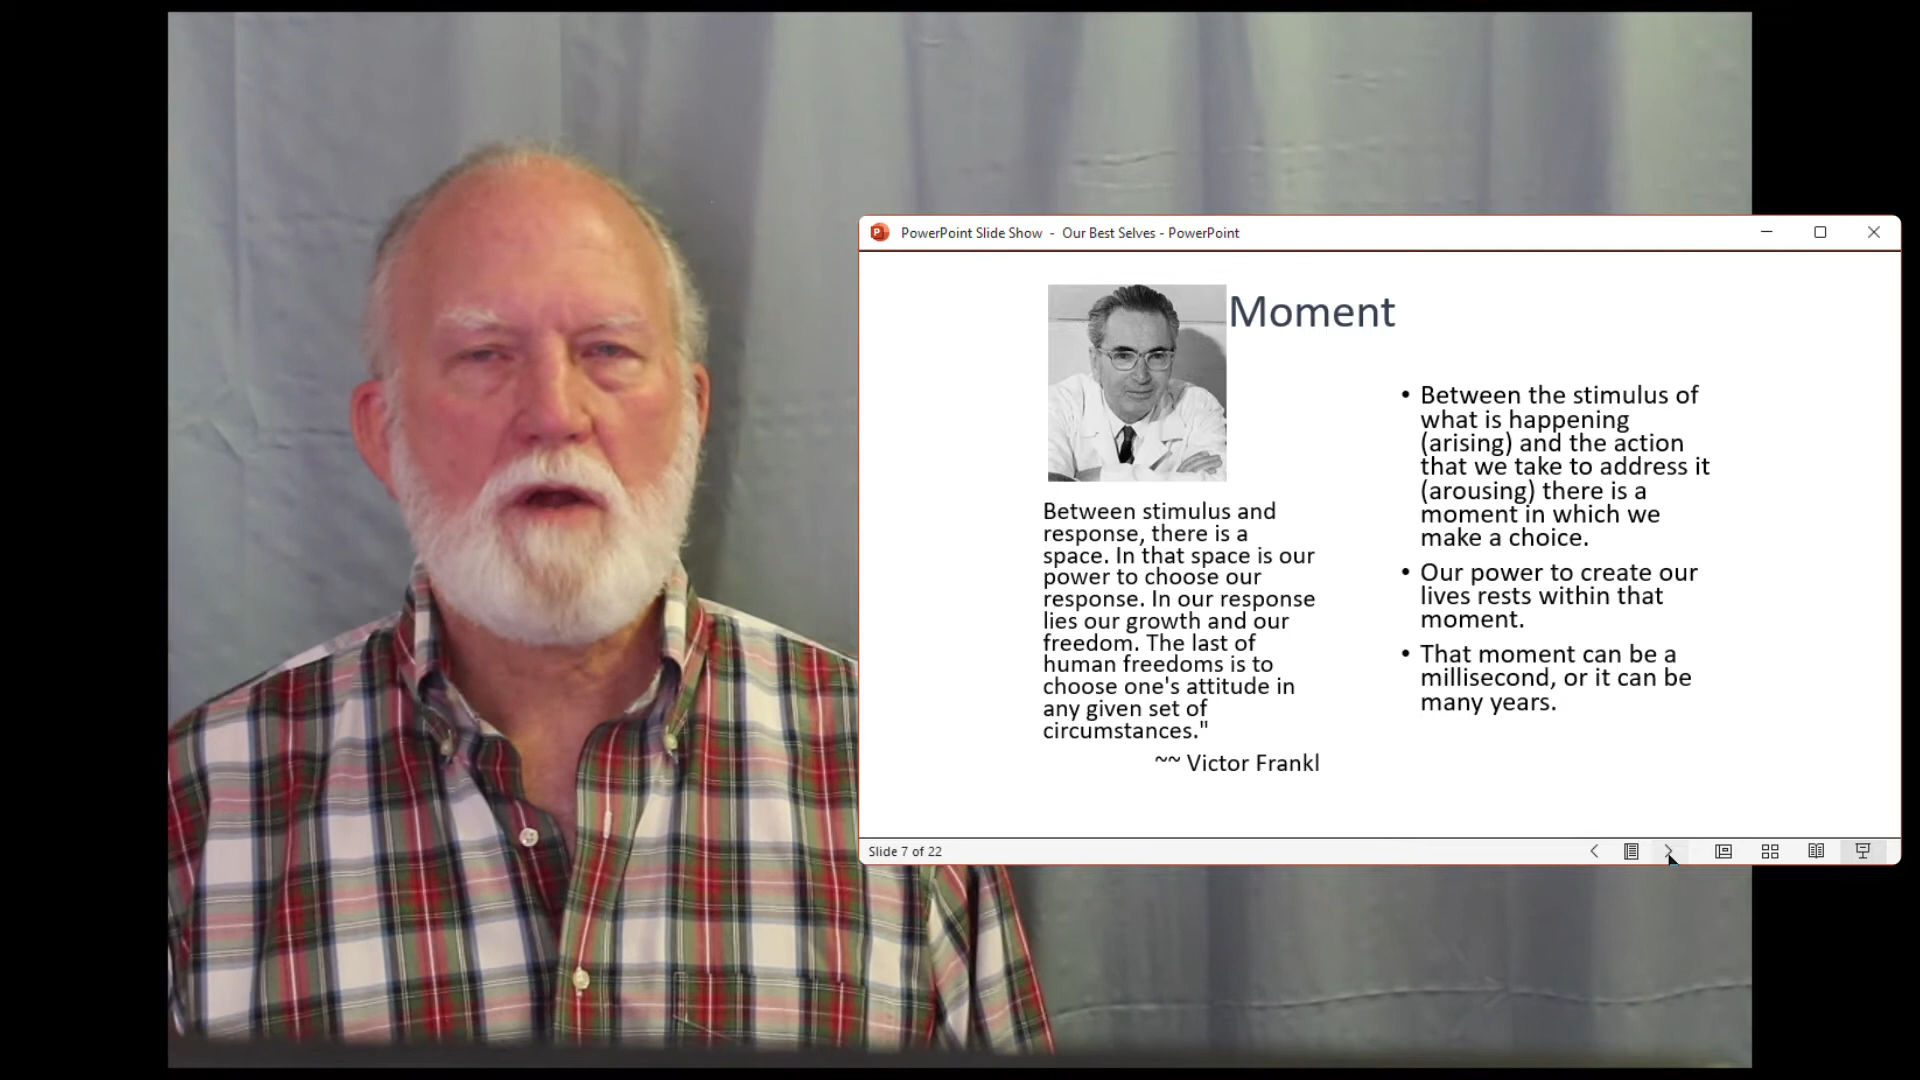 PowerPoint Slide Show - Our Best Selves - PowerPoint
Moment
Between stimulus and
response, there is a
space. In that space is our
power to choose our
response. In our response
lies our growth and our
freedom. The last of
human freedoms is to
choose one's attitude in
any given set of
circumstances."
~~ Victor Frankl
• Between the stimulus of
what is happening
(arising) and the action
that we take to address it
(arousing) there is a
moment in which we
make a choice.
• Our power to create our
lives rests within that
moment.
• That moment can be a
millisecond, or it can be
many years.
Slide 7 of 22